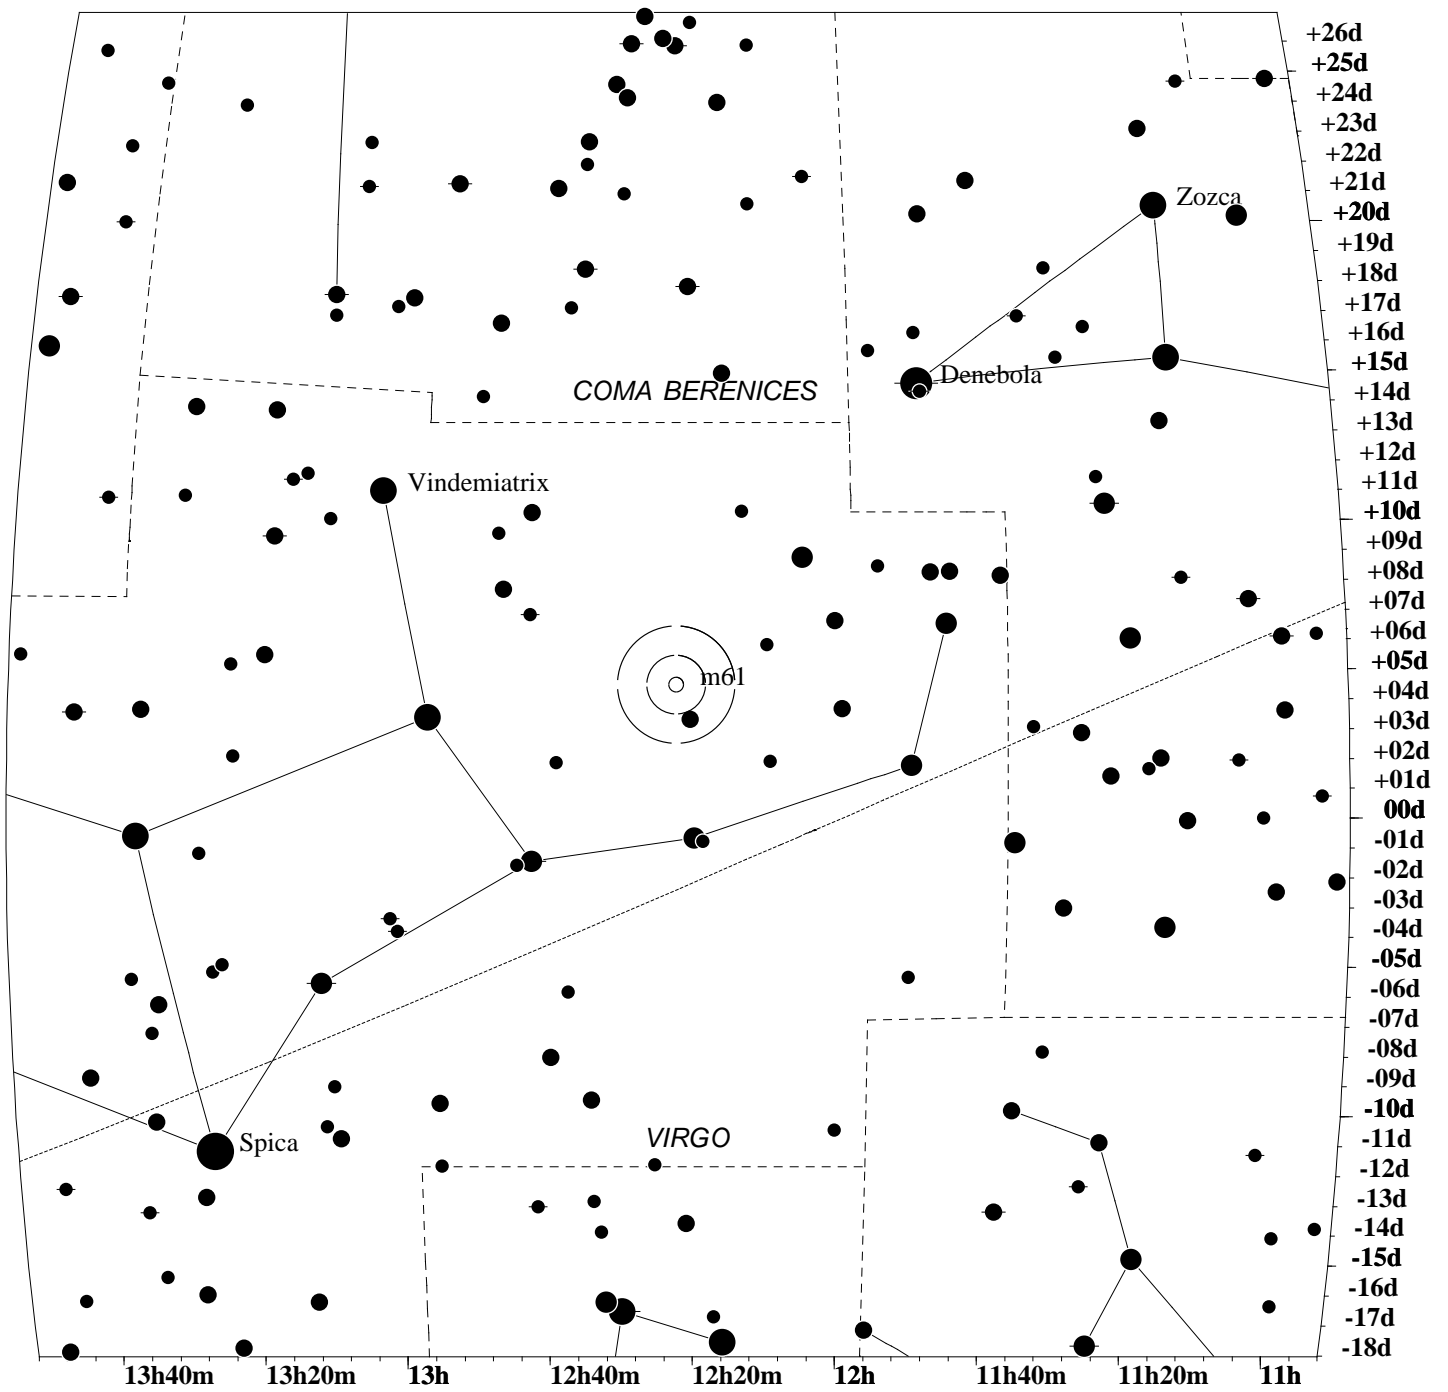 +26d
+25d
+24d
+23d
+22d
+21d
Zozca
+20d
+19d
+18d
+17d
+16d
+15d
Denebola
COMA BERENICES
+14d
+13d
+12d
Vindemiatrix
+11d
+10d
+09d
+08d
+07d
+06d
+05d
m61
+04d
+03d
+02d
+01d
00d
-01d
-02d
-03d
-04d
-05d
-06d
-07d
-08d
-09d
-10d
VIRGO
-11d
Spica
-12d
-13d
-14d
-15d
-16d
-17d
-18d
13h40m 13h20m 13h 12h40m 12h20m 12h 11h40m 11h20m 11h